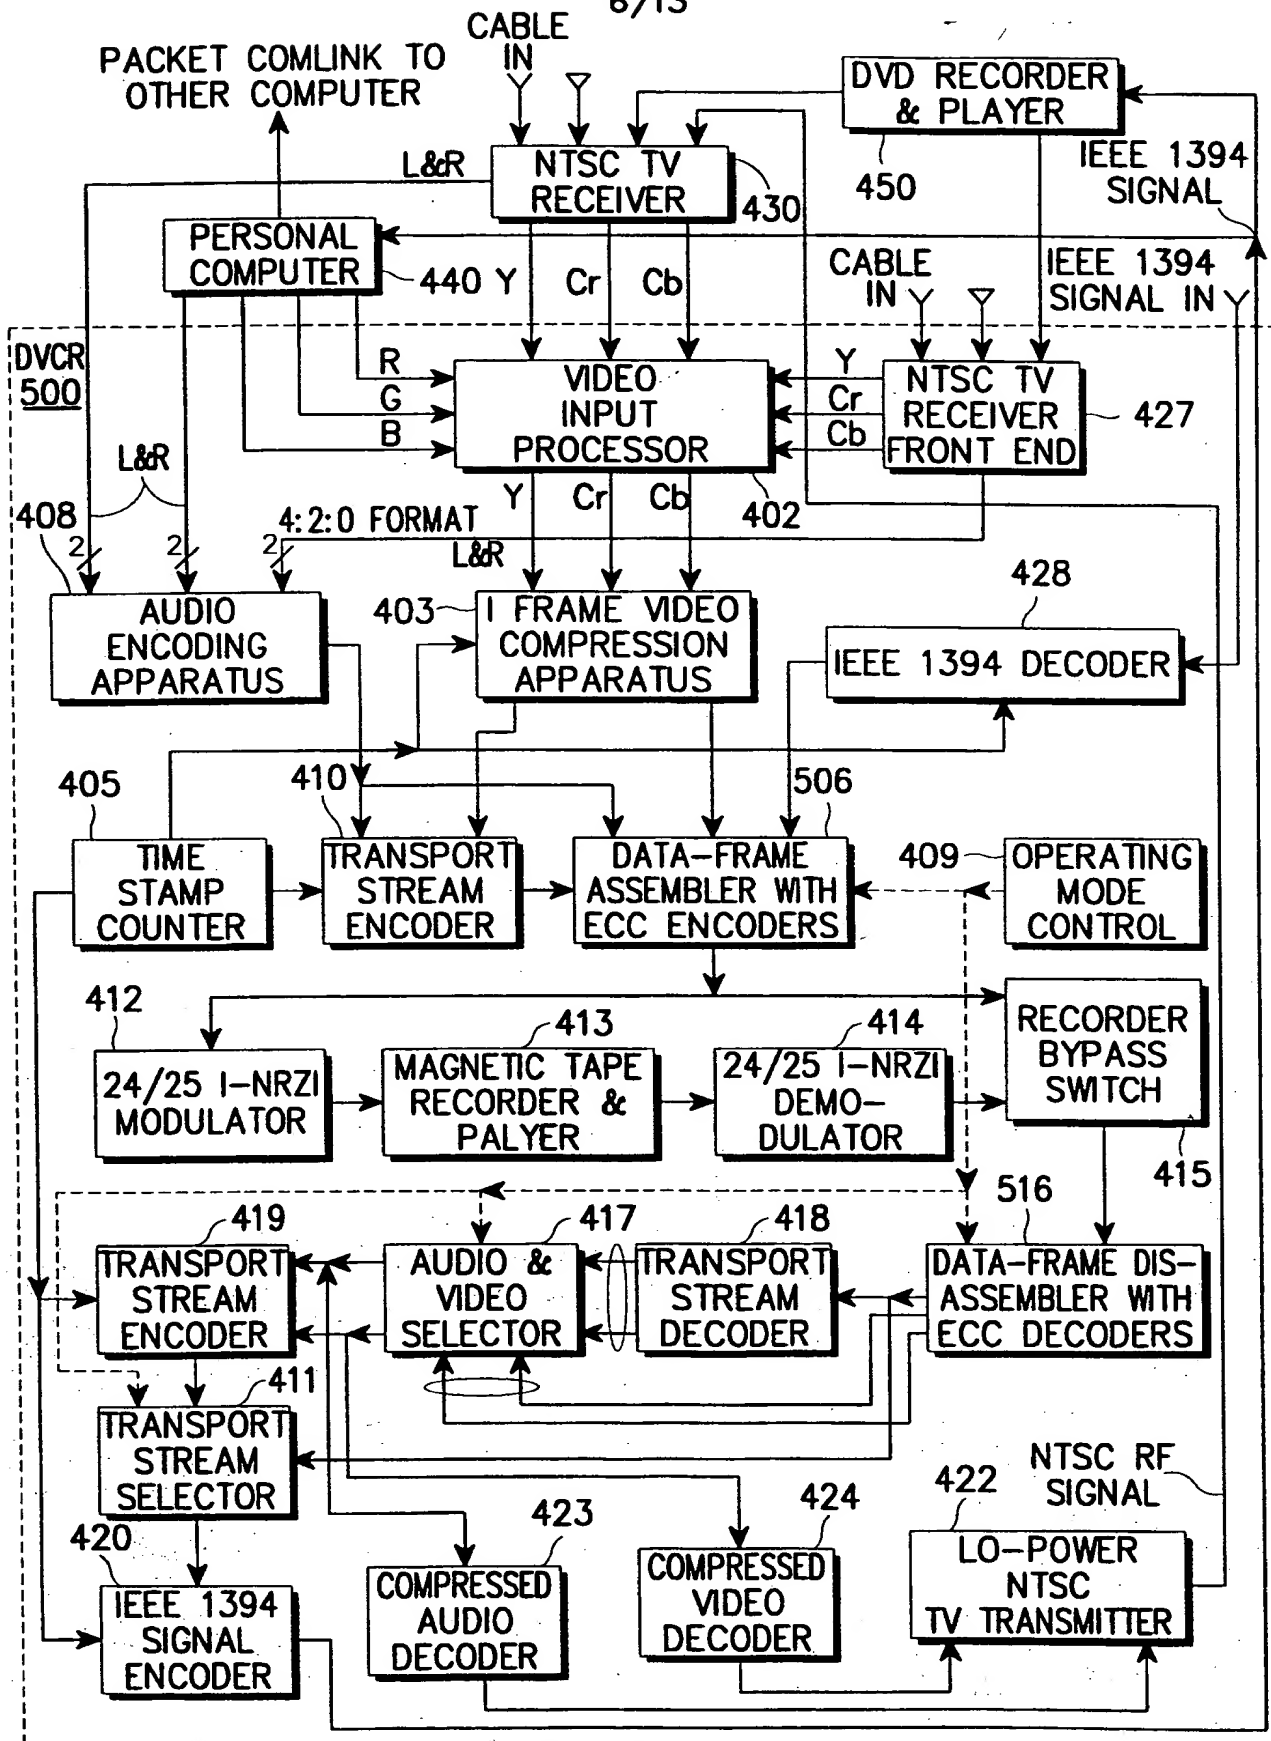 6/13
CABLE
IN
PACKET COMLINK TO
OTHER COMPUTER
DVD RECORDER
& PLAYER
450
IEEE 1394
SIGNAL
L&R
NTSC TV
RECEIVER
430
PERSONAL
COMPUTER
440
Y
Cr
Cb
CABLE
IN
IEEE 1394
SIGNAL IN
DVCR
500
R
G
B
VIDEO
INPUT
PROCESSOR
402
Y
Cr
Cb
NTSC TV
RECEIVER
FRONT END
427
L&R
408
2
2
2
4:2:0 FORMAT
L&R
Y
Cr
Cb
AUDIO
ENCODING
APPARATUS
403
I FRAME VIDEO
COMPRESSION
APPARATUS
428
IEEE 1394 DECODER
405
TIME
STAMP
COUNTER
410
TRANSPORT
STREAM
ENCODER
506
DATA-FRAME
ASSEMBLER WITH
ECC ENCODERS
409
OPERATING
MODE
CONTROL
412
24/25 I-NRZI
MODULATOR
413
MAGNETIC TAPE
RECORDER &
PALYER
414
24/25 I-NRZI
DEMO-
DULATOR
RECORDER
BYPASS
SWITCH
415
419
TRANSPORT
STREAM
ENCODER
417
AUDIO &
VIDEO
SELECTOR
418
TRANSPORT
STREAM
DECODER
516
DATA-FRAME DIS-
ASSEMBLER WITH
ECC DECODERS
411
TRANSPORT
STREAM
SELECTOR
NTSC RF
SIGNAL
420
IEEE 1394
SIGNAL
ENCODER
423
COMPRESSED
AUDIO
DECODER
424
COMPRESSED
VIDEO
DECODER
422
LO-POWER
NTSC
TV TRANSMITTER